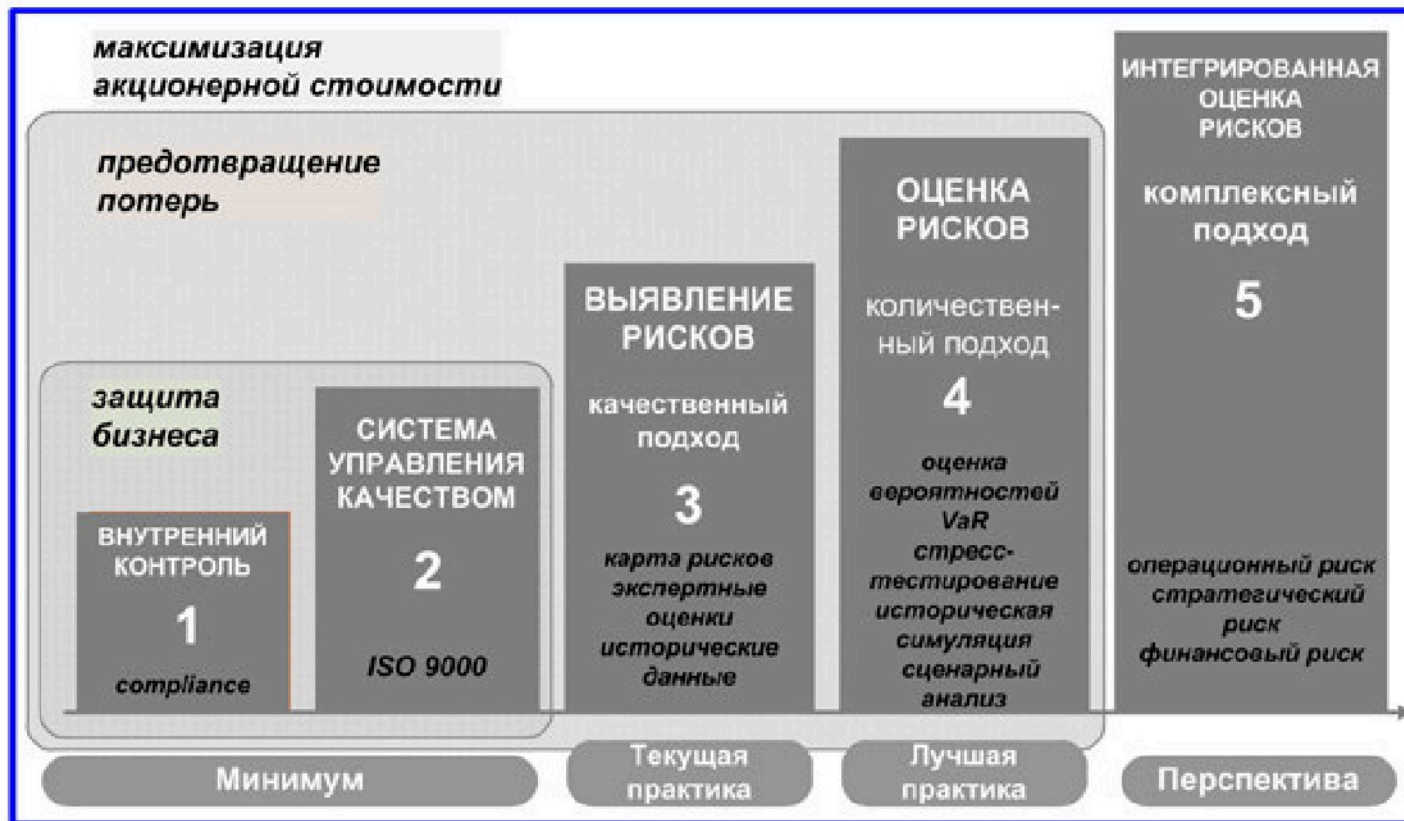 максимизация
акционерной стоимости
предотвращение
потерь
защита
бизнеса
ВНУТРЕННИЙ
КОНТРОЛЬ
1
compliance
СИСТЕМА
УПРАВЛЕНИЯ
КАЧЕСТВОМ
2
ISO 9000
ВЫЯВЛЕНИЕ
РИСКОВ
качественный
подход
3
карта рисков
экспертные
оценки
исторические
данные
ОЦЕНКА
РИСКОВ
количествен-
ный подход
4
оценка
вероятностей
VaR
стресс-
тестирование
историческая
симуляция
сценарный
анализ
ИНТЕГРИРОВАННАЯ
ОЦЕНКА
РИСКОВ
комплексный
подход
5
операционный риск
стратегический
риск
финансовый риск
Минимум
Текущая
практика
Лучшая
практика
Перспектива